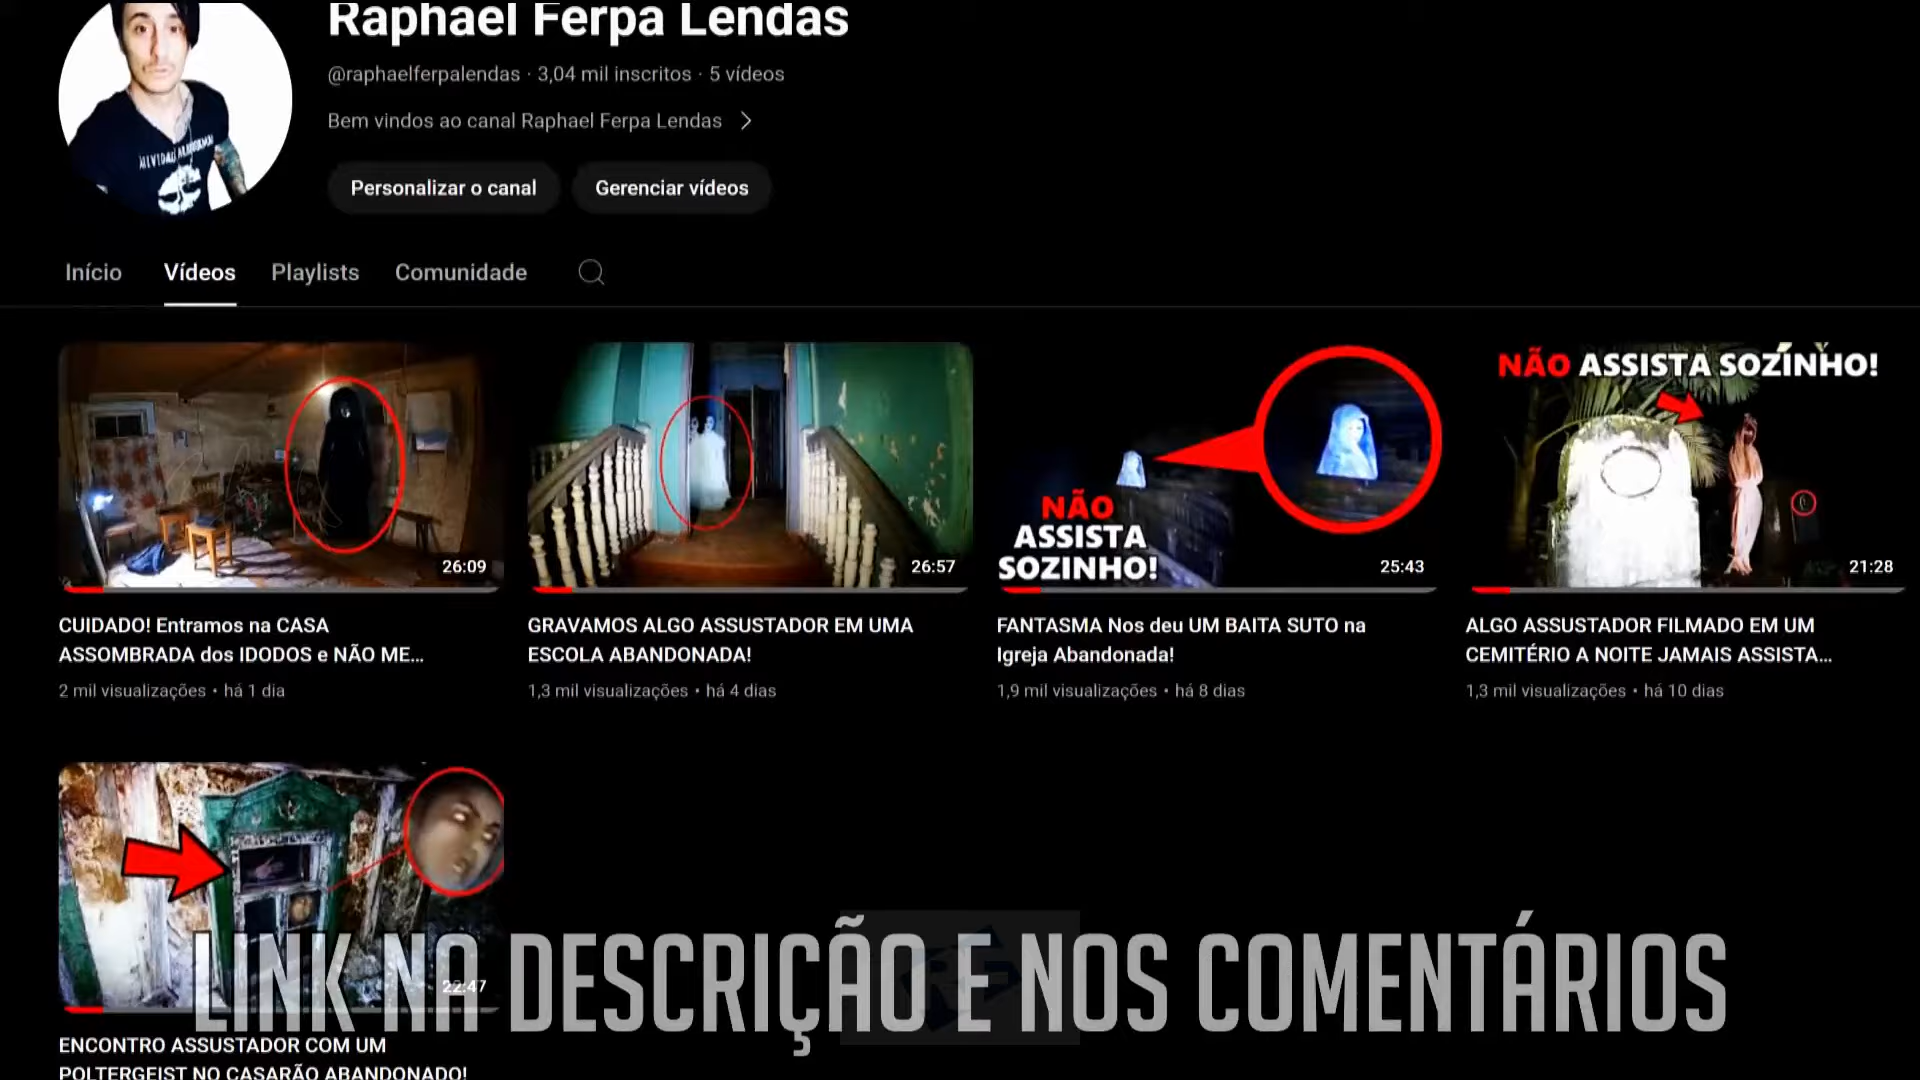 Raphael Ferpa Lendas
@raphaelferpalendas · 3,04 mil inscritos · 5 vídeos
Bem vindos ao canal Raphael Ferpa Lendas
Personalizar o canal
Gerenciar vídeos
Início
Vídeos
Playlists
Comunidade
NÃO
ASSISTA
SOZINHO!
NÃO ASSISTA SOZINHO!
26:09
26:57
25:43
21:28
CUIDADO! Entramos na CASA
ASSOMBRADA dos IDODOS e NÃO ME...
2 mil visualizações • há 1 dia
GRAVAMOS ALGO ASSUSTADOR EM UMA
ESCOLA ABANDONADA!
1,3 mil visualizações • há 4 dias
FANTASMA Nos deu UM BAITA SUTO na
Igreja Abandonada!
1,9 mil visualizações • há 8 dias
ALGO ASSUSTADOR FILMADO EM UM
CEMITÉRIO A NOITE JAMAIS ASSISTA...
1,3 mil visualizações • há 10 dias
22:47
LINK NA DESCRIÇÃO E NOS COMENTÁRIOS
ENCONTRO ASSUSTADOR COM UM
POLTERGEIST NO CASARÃO ABANDONADO!